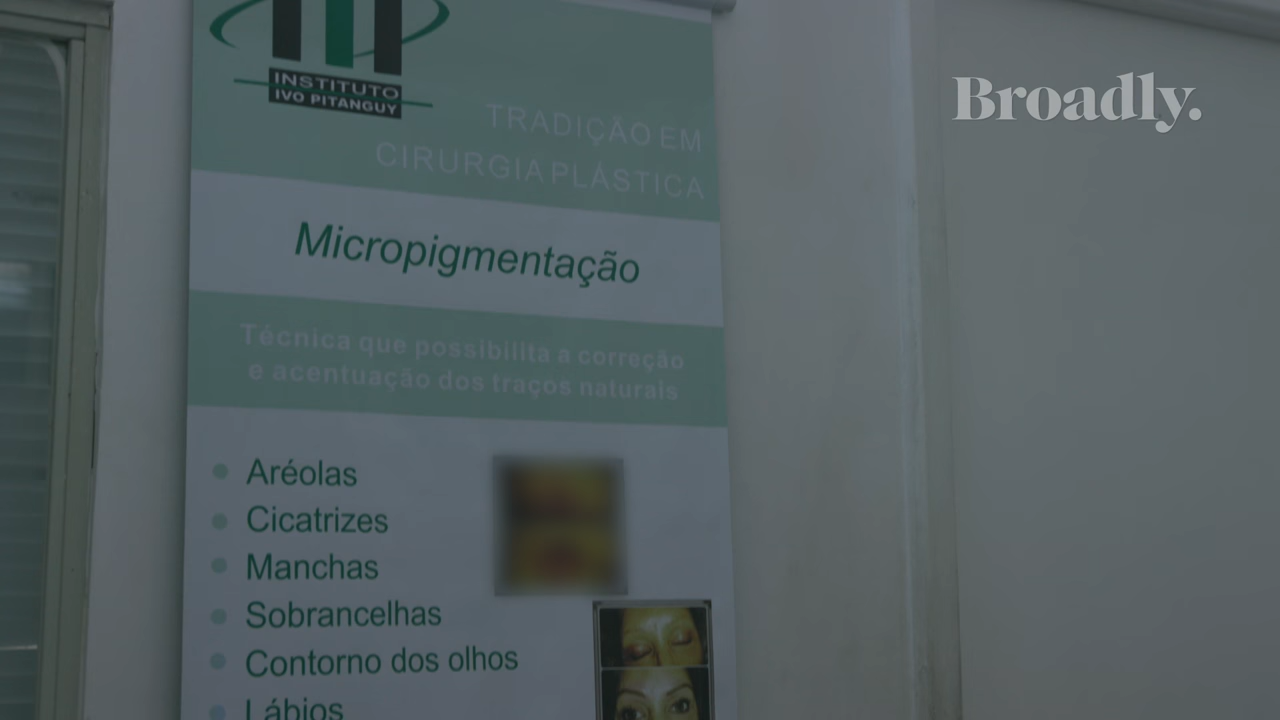 Broadly.
INSTITUTO
IVO PITANGUY
TRADIÇÃO EM
CIRURGIA PLÁSTICA
Micropigmentação
Técnica que possibilita a correção
e acentuação dos traços naturais
Aréolas
Cicatrizes
Manchas
Sobrancelhas
Contorno dos olhos
Lábios